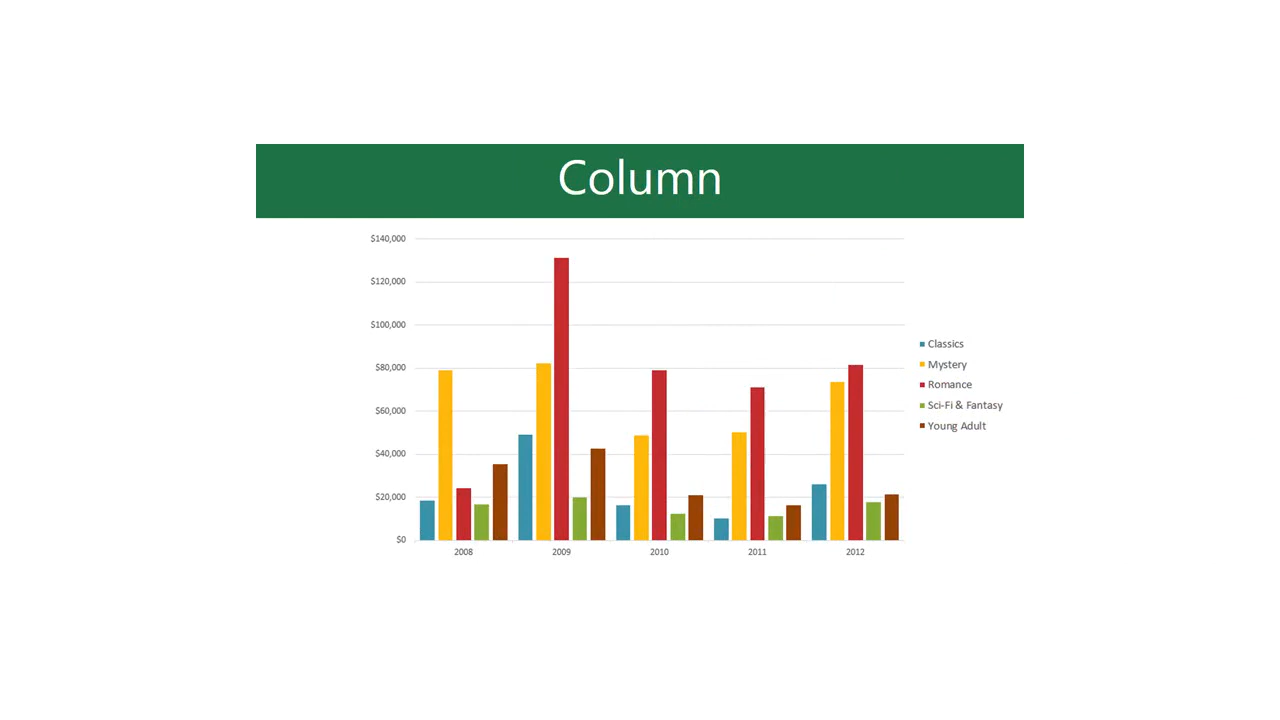 Column
$140,000
$120,000
$100,000
$80,000
$60,000
$40,000
$20,000
$0
2008 2009 2010 2011 2012
Classics
Mystery
Romance
Sci-Fi & Fantasy
Young Adult